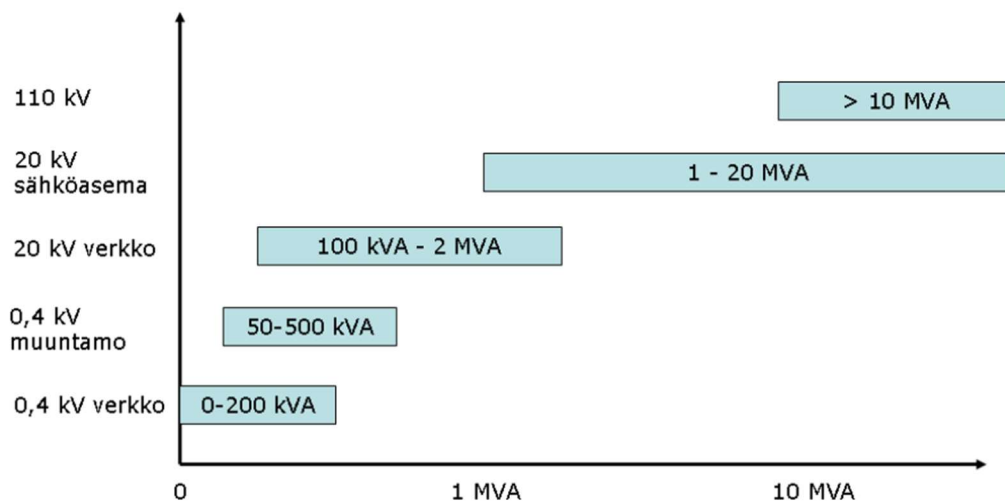 110 kV
> 10 MVA
20 kV
sähköasema
1 - 20 MVA
20 kV verkko
100 kVA - 2 MVA
0,4 kV
muuntamo
50-500 kVA
0,4 kV verkko
0-200 kVA
0
1 MVA
10 MVA